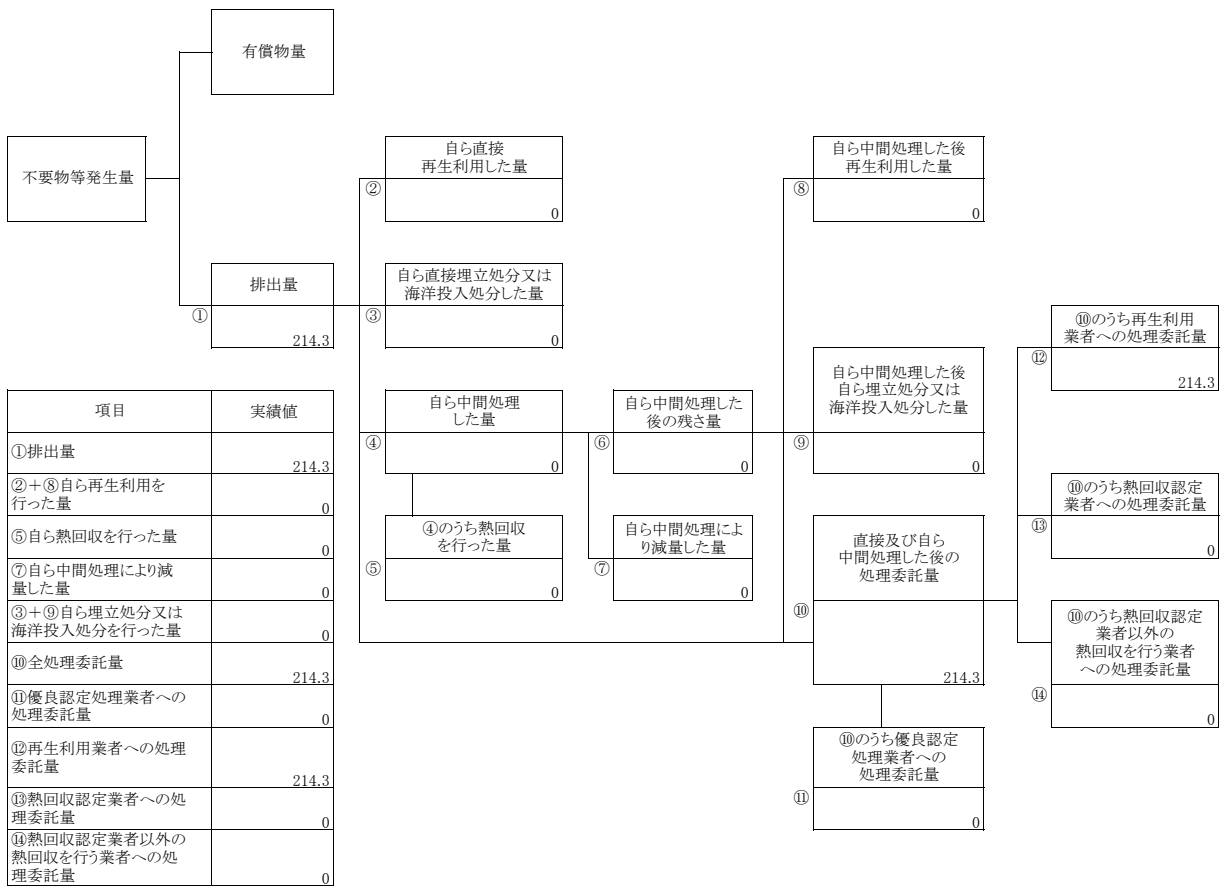 有償物量
不要物等発生量
自ら直接
再生利用した量
②
0
自ら中間処理した後
再生利用した量
⑧
0
排出量
①
214.3
自ら直接埋立処分又は
海洋投入処分した量
③
0
⑩のうち再生利用
業者への処理委託量
⑫
214.3
自ら中間処理
した量
④
0
自ら中間処理した
後の残さ量
⑥
0
自ら中間処理した後
自ら埋立処分又は
海洋投入処分した量
⑨
0
⑩のうち熱回収認定
業者への処理委託量
⑬
0
④のうち熱回収
を行った量
⑤
0
自ら中間処理によ
り減量した量
⑦
0
直接及び自ら
中間処理した後の
処理委託量
⑩
214.3
⑩のうち熱回収認定
業者以外の
熱回収を行う業者
への処理委託量
⑭
0
⑩のうち優良認定
処理業者への
処理委託量
⑪
0
項目 実績値
①排出量
214.3
②＋⑧自ら再生利用を
行った量
0
⑤自ら熱回収を行った量
0
⑦自ら中間処理により減
量した量
0
③＋⑨自ら埋立処分又は
海洋投入処分を行った量
0
⑩全処理委託量
214.3
⑪優良認定処理業者への
処理委託量
0
⑫再生利用業者への処理
委託量
214.3
⑬熱回収認定業者への処
理委託量
0
⑭熱回収認定業者以外の
熱回収を行う業者への処
理委託量
0